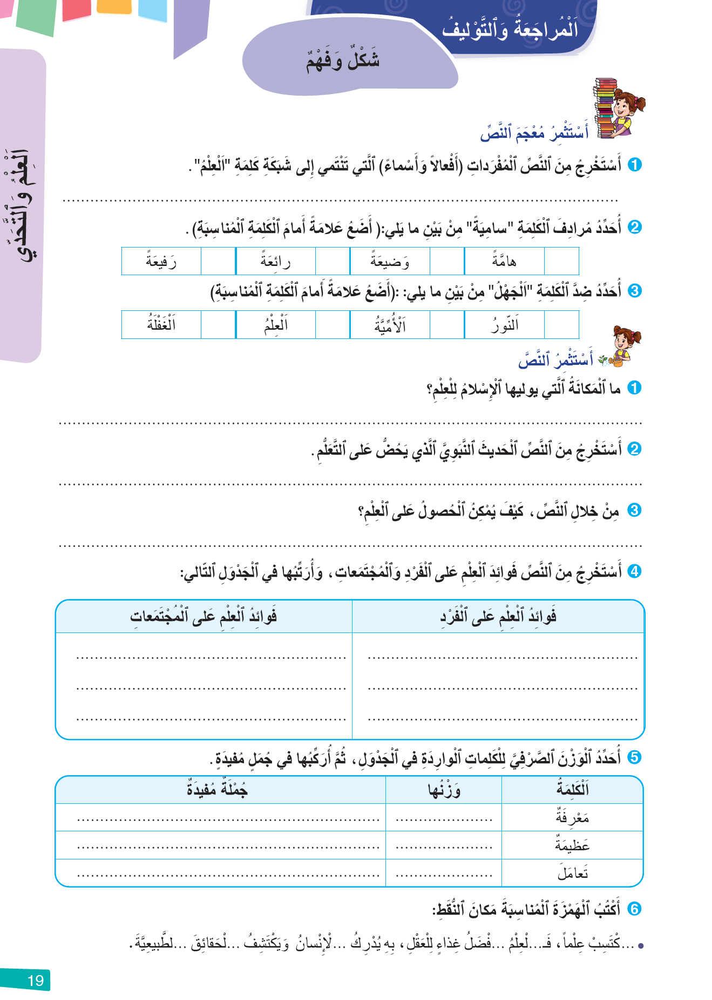 اَلْمُراجَعَةُ وَٱلتَّوْليفُ
شَكْلٌ وَفَهْمٌ
اَلْعِلْمُ وَٱلتَّحَدّي
أَسْتَثْمِرُ مُعْجَمَ ٱلنَّصِّ
1 أَسْتَخْرِجُ مِنَ ٱلنَّصِّ ٱلْمُفْرَداتِ (أَفْعالاً وَأَسْماءً) ٱلَّتي تَنْتَمي إِلى شَبَكَةِ كَلِمَةِ "اَلْعِلْمُ".
................................................
2 أُحَدِّدُ مُرادِفَ ٱلْكَلِمَةِ "سامِيَةً" مِنْ بَيْنِ ما يَلي:( أَضَعُ عَلامَةً أَمامَ ٱلْكَلِمَةِ ٱلْمُناسِبَةِ).
هامَّةً وَضيعَةً رائِعَةً رَفيعَةً
3 أُحَدِّدُ ضِدَّ ٱلْكَلِمَةِ "اَلْجَهْلُ" مِنْ بَيْنِ ما يلي: :(أَضَعُ عَلامَةً أَمامَ ٱلْكَلِمَةِ ٱلْمُناسِبَةِ)
اَلنّورُ اَلْأُمِّيَّةُ اَلْعِلْمُ اَلْغَفْلَةُ
أَسْتَثْمِرُ ٱلنَّصَّ
1 ما ٱلْمَكانَةُ ٱلَّتي يوليها ٱلْإِسْلامُ لِلْعِلْمِ؟
................................................
2 أَسْتَخْرِجُ مِنَ ٱلنَّصِّ ٱلْحَديثَ ٱلنَّبَوِيَّ ٱلَّذي يَحُضُّ عَلى ٱلتَّعَلُّمِ.
................................................
3 مِنْ خِلالِ ٱلنَّصِّ، كَيْفَ يُمْكِنُ ٱلْحُصولُ عَلى ٱلْعِلْمِ؟
................................................
4 أَسْتَخْرِجُ مِنَ ٱلنَّصِّ فَوائِدَ ٱلْعِلْمِ عَلى ٱلْفَرْدِ وَٱلْمُجْتَمَعاتِ، وَأُرَتِّبُها في ٱلْجَدْوَلِ ٱلتّالي:
فَوائِدُ ٱلْعِلْمِ عَلى ٱلْفَرْدِ فَوائِدُ ٱلْعِلْمِ عَلى ٱلْمُجْتَمَعاتِ
........................ ........................
........................ ........................
........................ ........................
5 أُحَدِّدُ ٱلْوَزْنَ ٱلصَّرْفِيَّ لِلْكَلِماتِ ٱلْوارِدَةِ في ٱلْجَدْوَلِ، ثُمَّ أُرَكِّبُها في جُمَلٍ مُفيدَةٍ.
اَلْكَلِمَةُ وَزْنُها جُمْلَةٌ مُفيدَةٌ
مَعْرِفَةٌ ............ ........................
عَظيمَةٌ ............ ........................
تَعامَلَ ............ ........................
6 أَكْتُبُ ٱلْهَمْزَةَ ٱلْمُناسِبَةَ مَكانَ ٱلنُّقَطِ:
• ...كْتَسِبْ عِلْماً، فَـ...لْعِلْمُ ...فْضَلُ غِذاءٍ لِلْعَقْلِ، بِهِ يُدْرِكُ ...لْإِنْسانُ وَيَكْتَشِفُ ...لْحَقائِقَ ...لطَّبيعِيَّةَ.
19